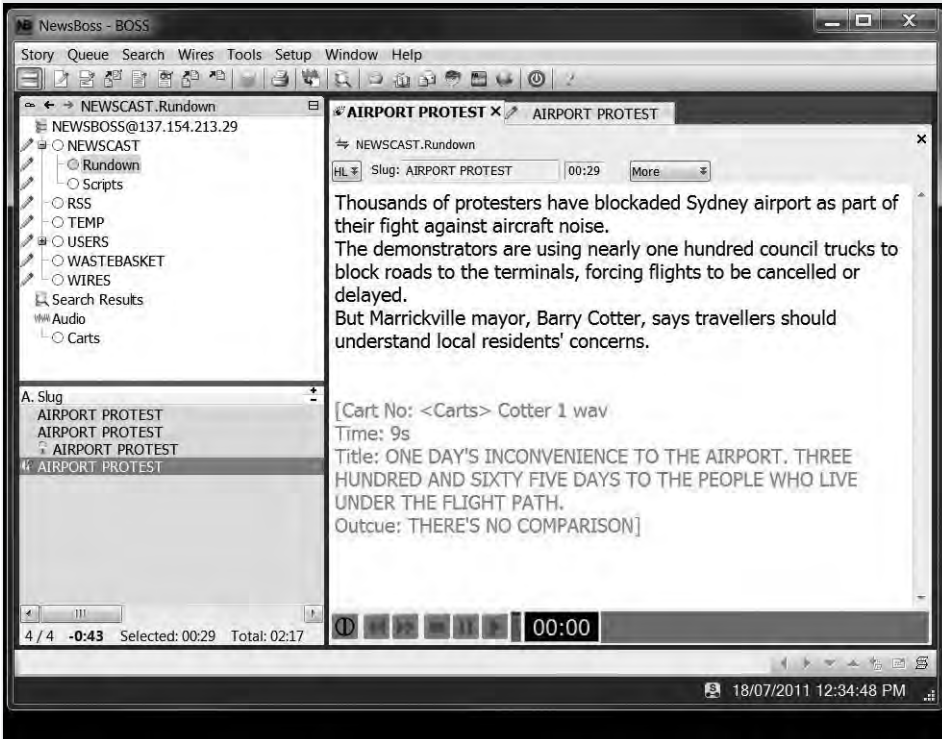 NB NewsBoss - BOSS
Story Queue Search Wires Tools Setup Window Help
NEWSCAST.Rundown
NEWSBOSS@137.154.213.29
NEWSCAST
Rundown
Scripts
RSS
TEMP
USERS
WASTEBASKET
WIRES
Search Results
Audio
Carts
A. Slug
AIRPORT PROTEST
AIRPORT PROTEST
AIRPORT PROTEST
AIRPORT PROTEST
4 / 4 -0:43 Selected: 00:29 Total: 02:17
AIRPORT PROTEST X AIRPORT PROTEST
NEWSCAST.Rundown
HL Slug: AIRPORT PROTEST 00:29 More
Thousands of protesters have blockaded Sydney airport as part of
their fight against aircraft noise.
The demonstrators are using nearly one hundred council trucks to
block roads to the terminals, forcing flights to be cancelled or
delayed.
But Marrickville mayor, Barry Cotter, says travellers should
understand local residents' concerns.
[Cart No: <Carts> Cotter 1 wav
Time: 9s
Title: ONE DAY'S INCONVENIENCE TO THE AIRPORT. THREE
HUNDRED AND SIXTY FIVE DAYS TO THE PEOPLE WHO LIVE
UNDER THE FLIGHT PATH.
Outcue: THERE'S NO COMPARISON]
00:00
18/07/2011 12:34:48 PM